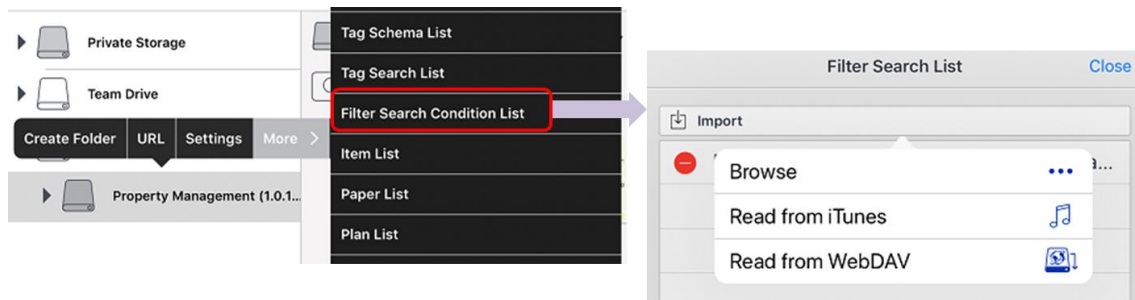 Private Storage
Team Drive
Create Folder URL Settings More >
Property Management (1.0.1...
Tag Schema List
Tag Search List
Filter Search Condition List
Item List
Paper List
Plan List
Filter Search List Close
Import
Browse
Read from iTunes
Read from WebDAV